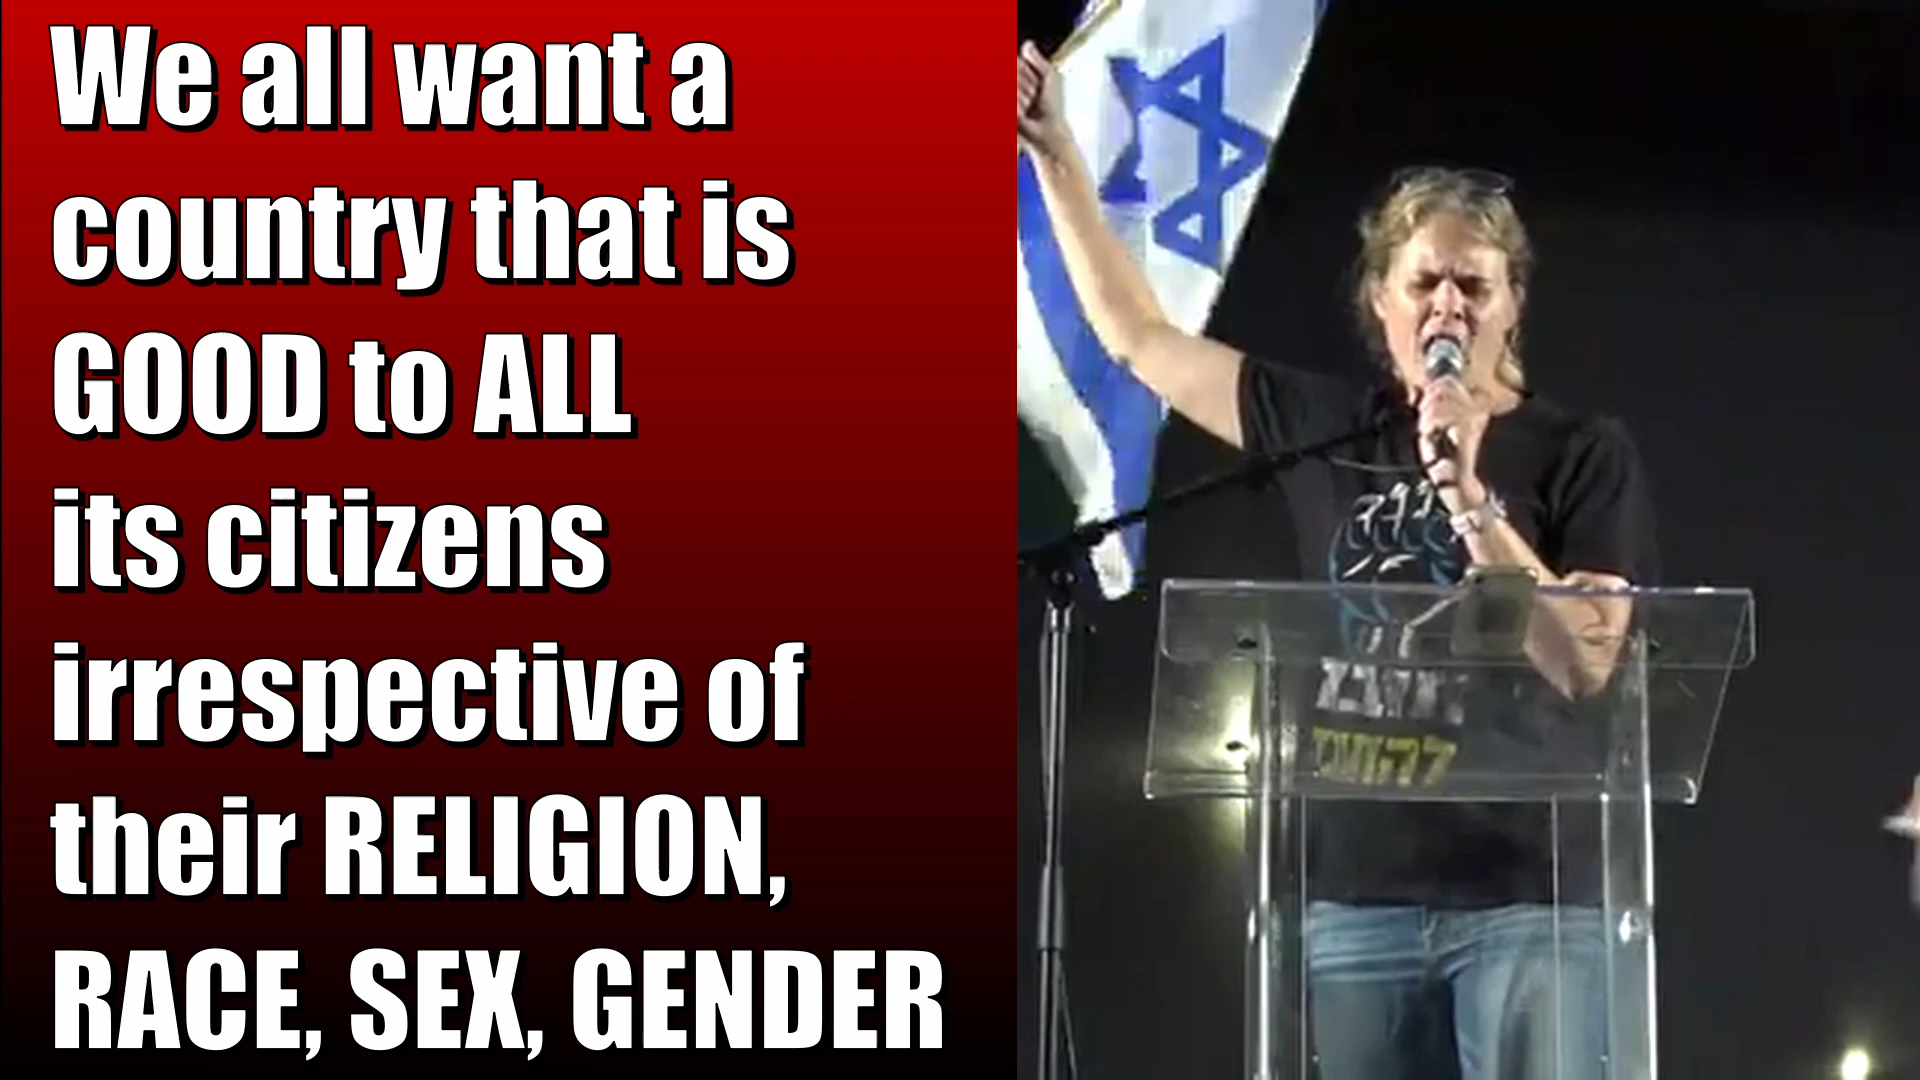 We all want a
country that is
GOOD to ALL
its citizens
irrespective of
their RELIGION,
RACE, SEX, GENDER